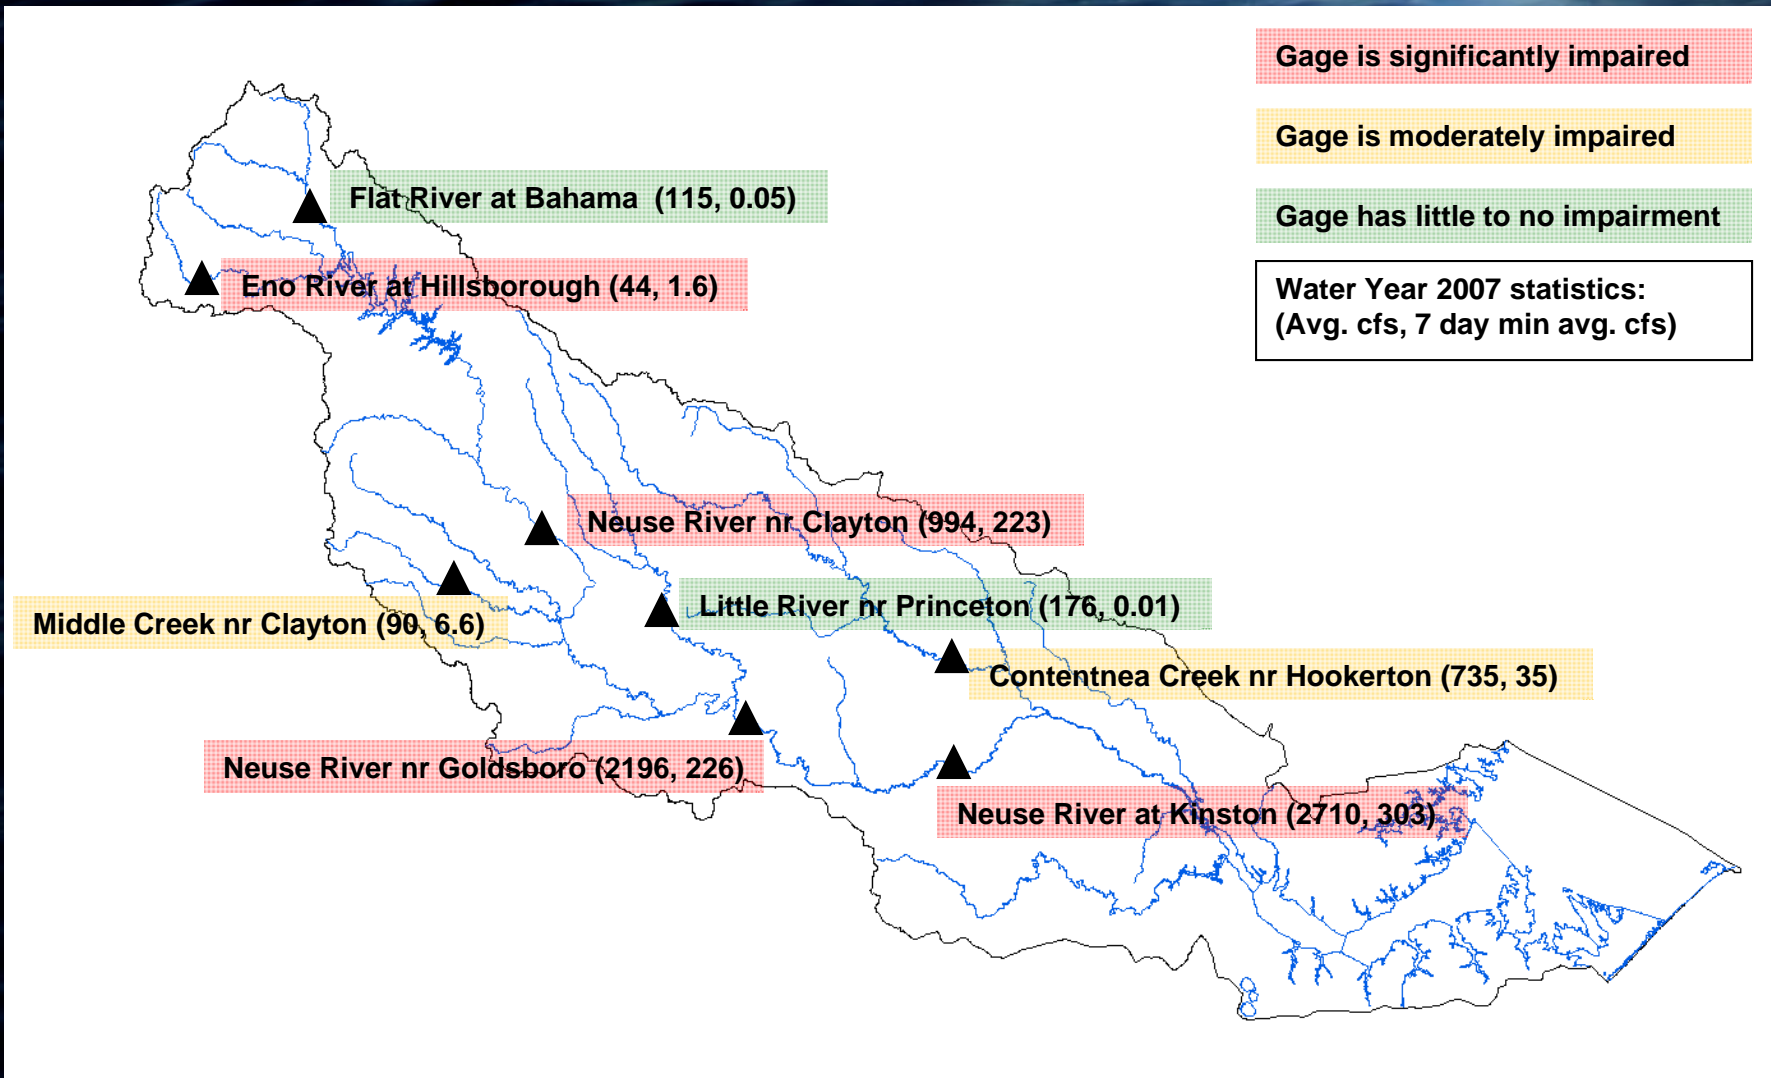 Gage is significantly impaired
Gage is moderately impaired
Gage has little to no impairment
Water Year 2007 statistics:
(Avg. cfs, 7 day min avg. cfs)
Flat River at Bahama  (115, 0.05)
Eno River at Hillsborough (44, 1.6)
Neuse River nr Clayton (994, 223)
Little River nr Princeton (176, 0.01)
Middle Creek nr Clayton (90, 6.6)
Contentnea Creek nr Hookerton (735, 35)
Neuse River nr Goldsboro (2196, 226)
Neuse River at Kinston (2710, 303)